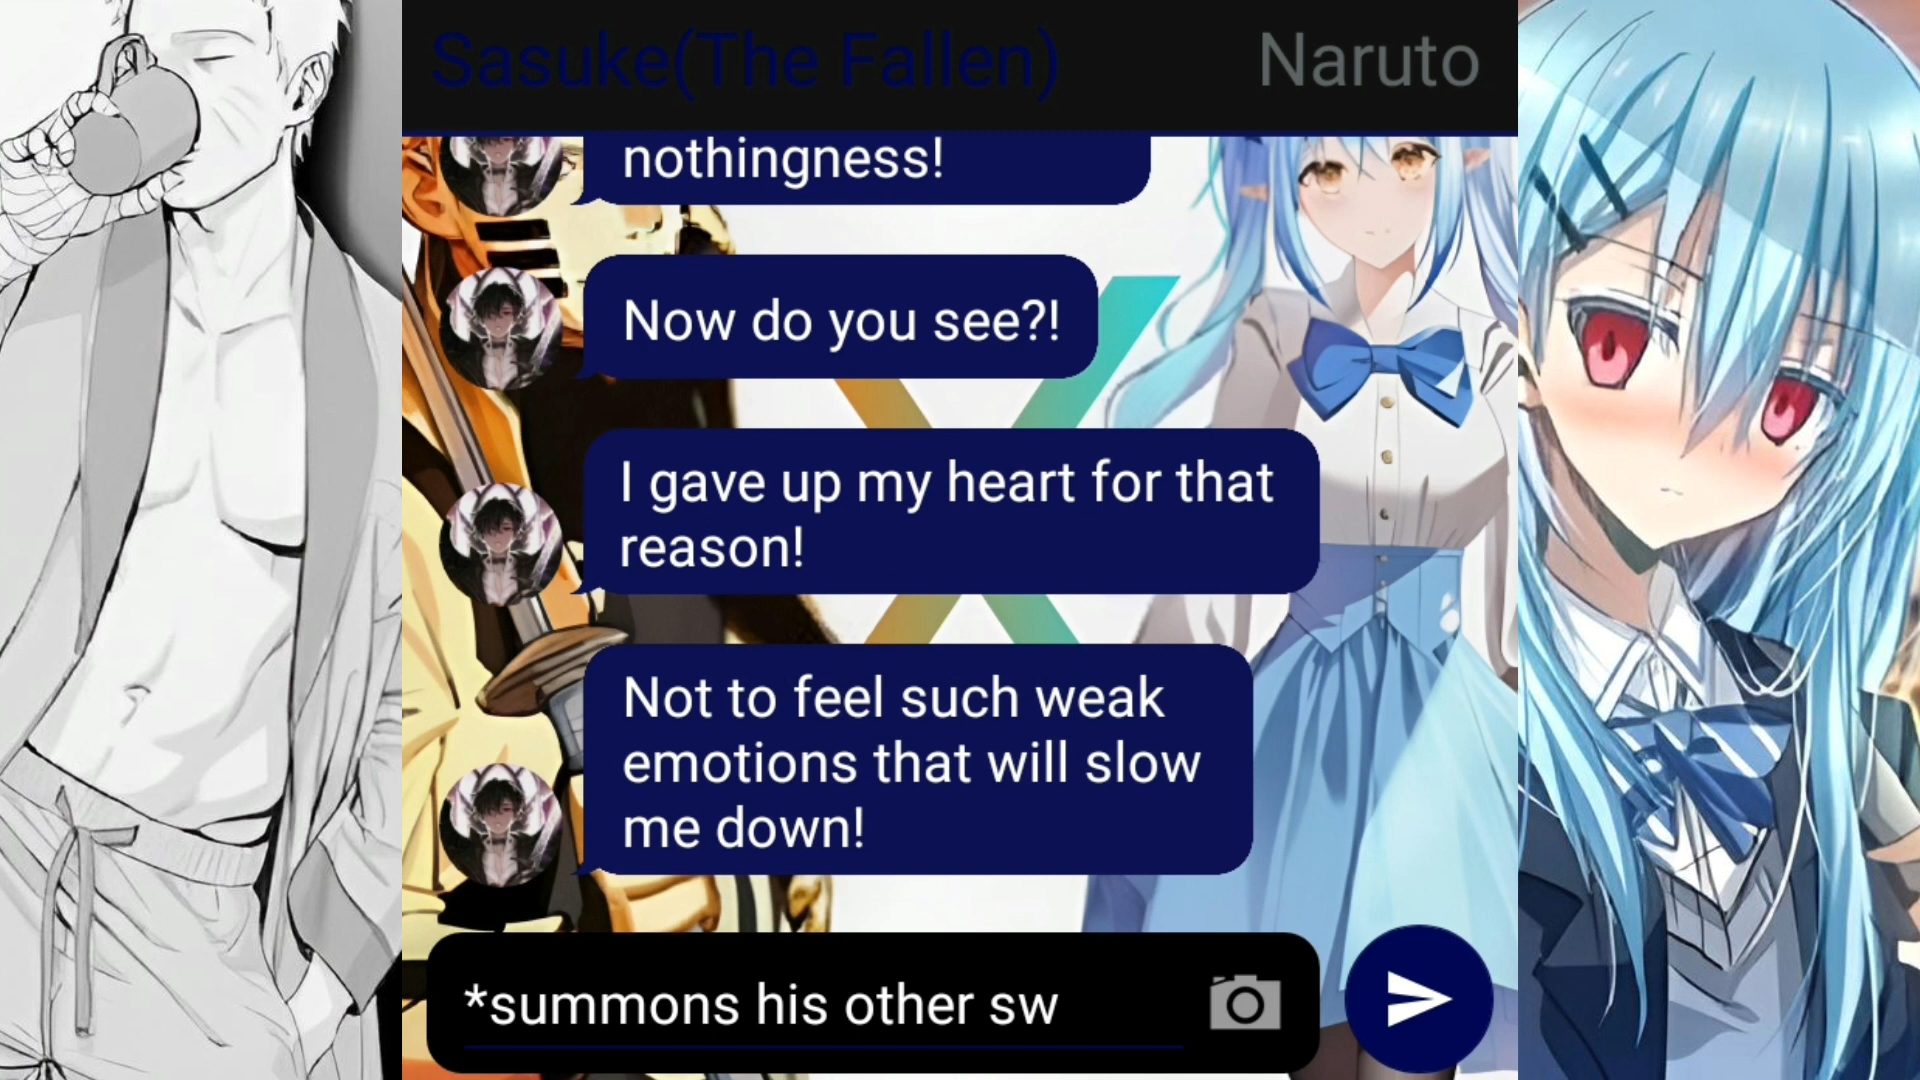 Sasuke(The Fallen)
Naruto
nothingness!
Now do you see?!
I gave up my heart for that
reason!
Not to feel such weak
emotions that will slow
me down!
*summons his other sw